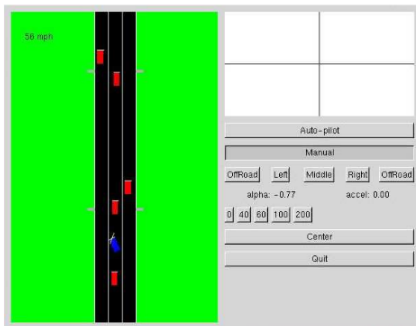 56 mph
Auto-pilot
Manual
OffRoad Left Middle Right OffRoad
alpha: -0.77 accel: 0.00
0 40 60 100 200
Center
Quit